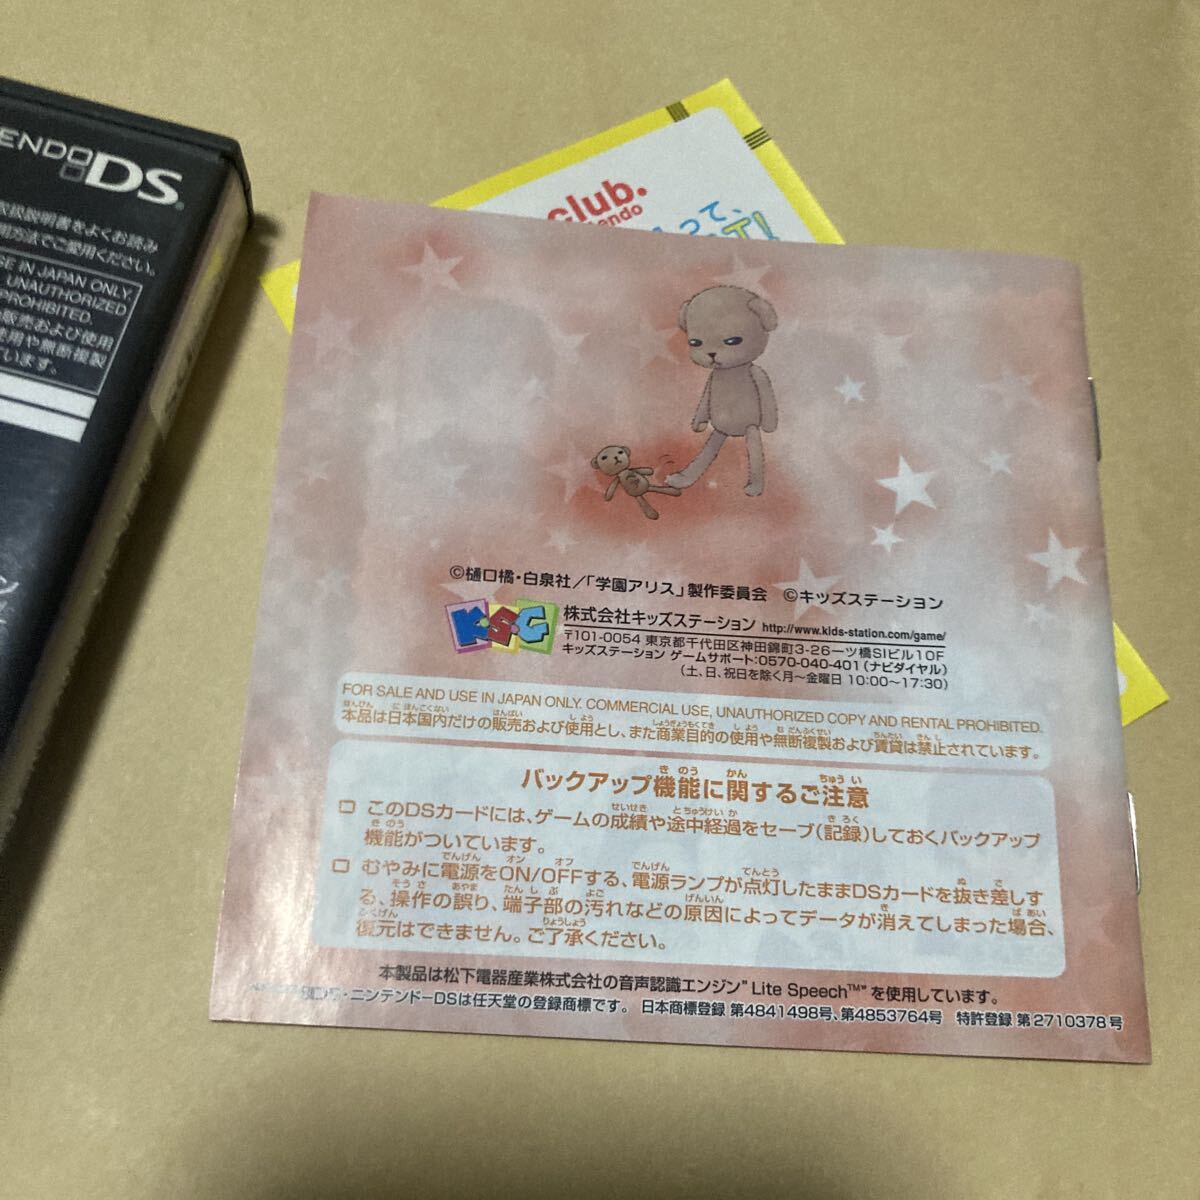 ENDO DS
取扱説明書をよくお読み
用方法でご愛用ください。
SE IN JAPAN ONLY.
UNAUTHORIZED
PROHIBITED.
販売および使用
使用や無断複製
ています。
club.
って、
©樋口橘・白泉社/「学園アリス」製作委員会 ©キッズステーション
K.S.G 株式会社キッズステーション http://www.kids-station.com/game/
〒101-0054 東京都千代田区神田錦町3-26一ツ橋SIビル10F
キッズステーション ゲームサポート:0570-040-401(ナビダイヤル)
(土、日、祝日を除く月〜金曜日 10:00〜17:30)
FOR SALE AND USE IN JAPAN ONLY. COMMERCIAL USE, UNAUTHORIZED COPY AND RENTAL PROHIBITED.
本品は日本国内だけの販売および使用とし、また商業目的の使用や無断複製および賃貸は禁止されています。
バックアップ機能に関するご注意
□ このDSカードには、ゲームの成績や途中経過をセーブ(記録)しておくバックアップ
機能がついています。
□ むやみに電源をON/OFFする、電源ランプが点灯したままDSカードを抜き差しす
る、操作の誤り、端子部の汚れなどの原因によってデータが消えてしまった場合、
復元はできません。ご了承ください。
本製品は松下電器産業株式会社の音声認識エンジン"Lite Speech™"を使用しています。
・ニンテンドーDSは任天堂の登録商標です。 日本商標登録 第4841498号、第4853764号 特許登録 第2710378号